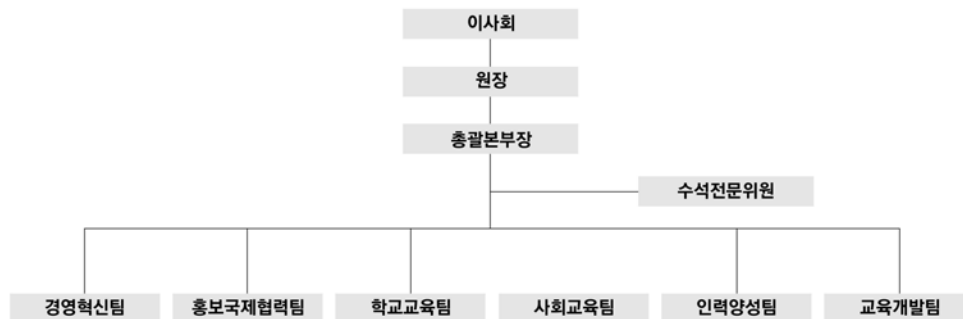 이사회
원장
총괄본부장
수석전문위원
경영혁신팀
홍보국제협력팀
학교교육팀
사회교육팀
인력양성팀
교육개발팀